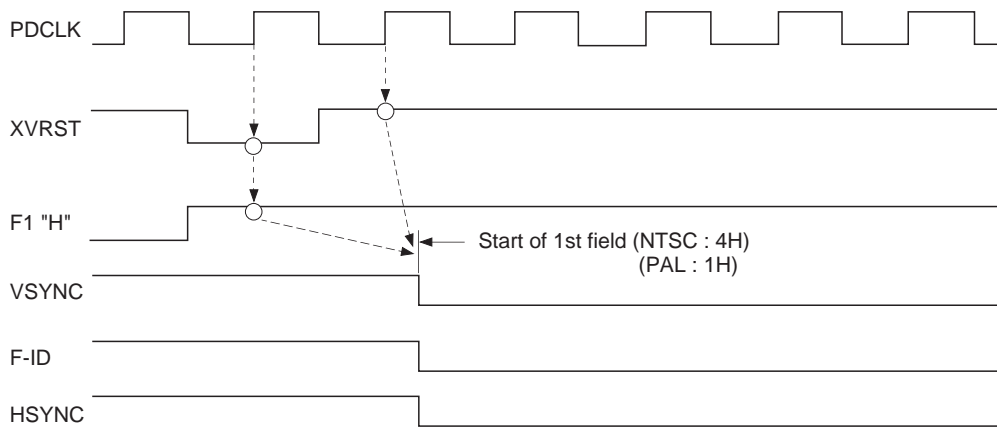 PDCLK
XVRST
F1 "H"
Start of 1st field (NTSC : 4H)
(PAL : 1H)
VSYNC
F-ID
HSYNC